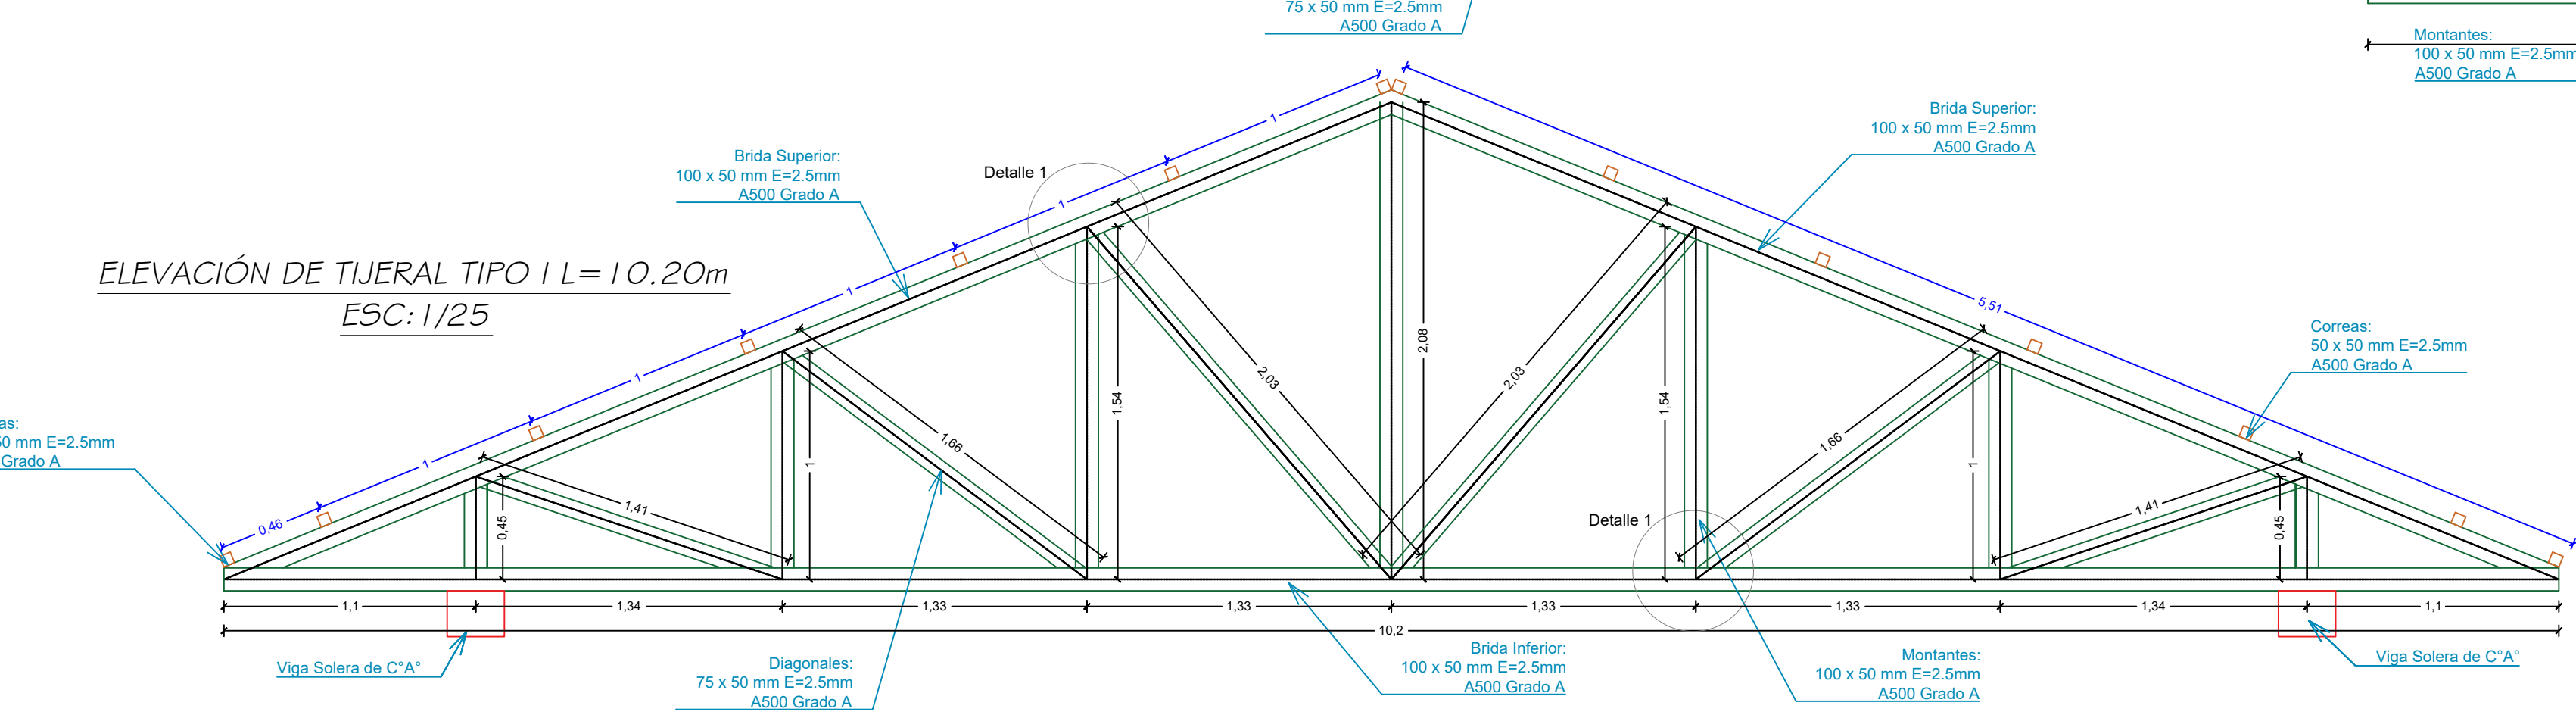 75 x 50 mm E=2.5mm
A500 Grado A
Montantes:
100 x 50 mm E=2.5mm
A500 Grado A
Brida Superior:
100 x 50 mm E=2.5mm
A500 Grado A
Brida Superior:
100 x 50 mm E=2.5mm
A500 Grado A
Detalle 1
1
1
1
1
1
0,46
5,51
ELEVACIÓN DE TIJERAL TIPO I L=10.20m
ESC:1/25
Correas:
50 x 50 mm E=2.5mm
A500 Grado A
as:
50 mm E=2.5mm
Grado A
0,45
1,41
1
1,66
1,54
2,03
2,08
2,03
1,54
1,66
1
1,41
0,45
Detalle 1
1,1
1,34
1,33
1,33
1,33
1,33
1,34
1,1
10,2
Viga Solera de C°A°
Diagonales:
75 x 50 mm E=2.5mm
A500 Grado A
Brida Inferior:
100 x 50 mm E=2.5mm
A500 Grado A
Montantes:
100 x 50 mm E=2.5mm
A500 Grado A
Viga Solera de C°A°